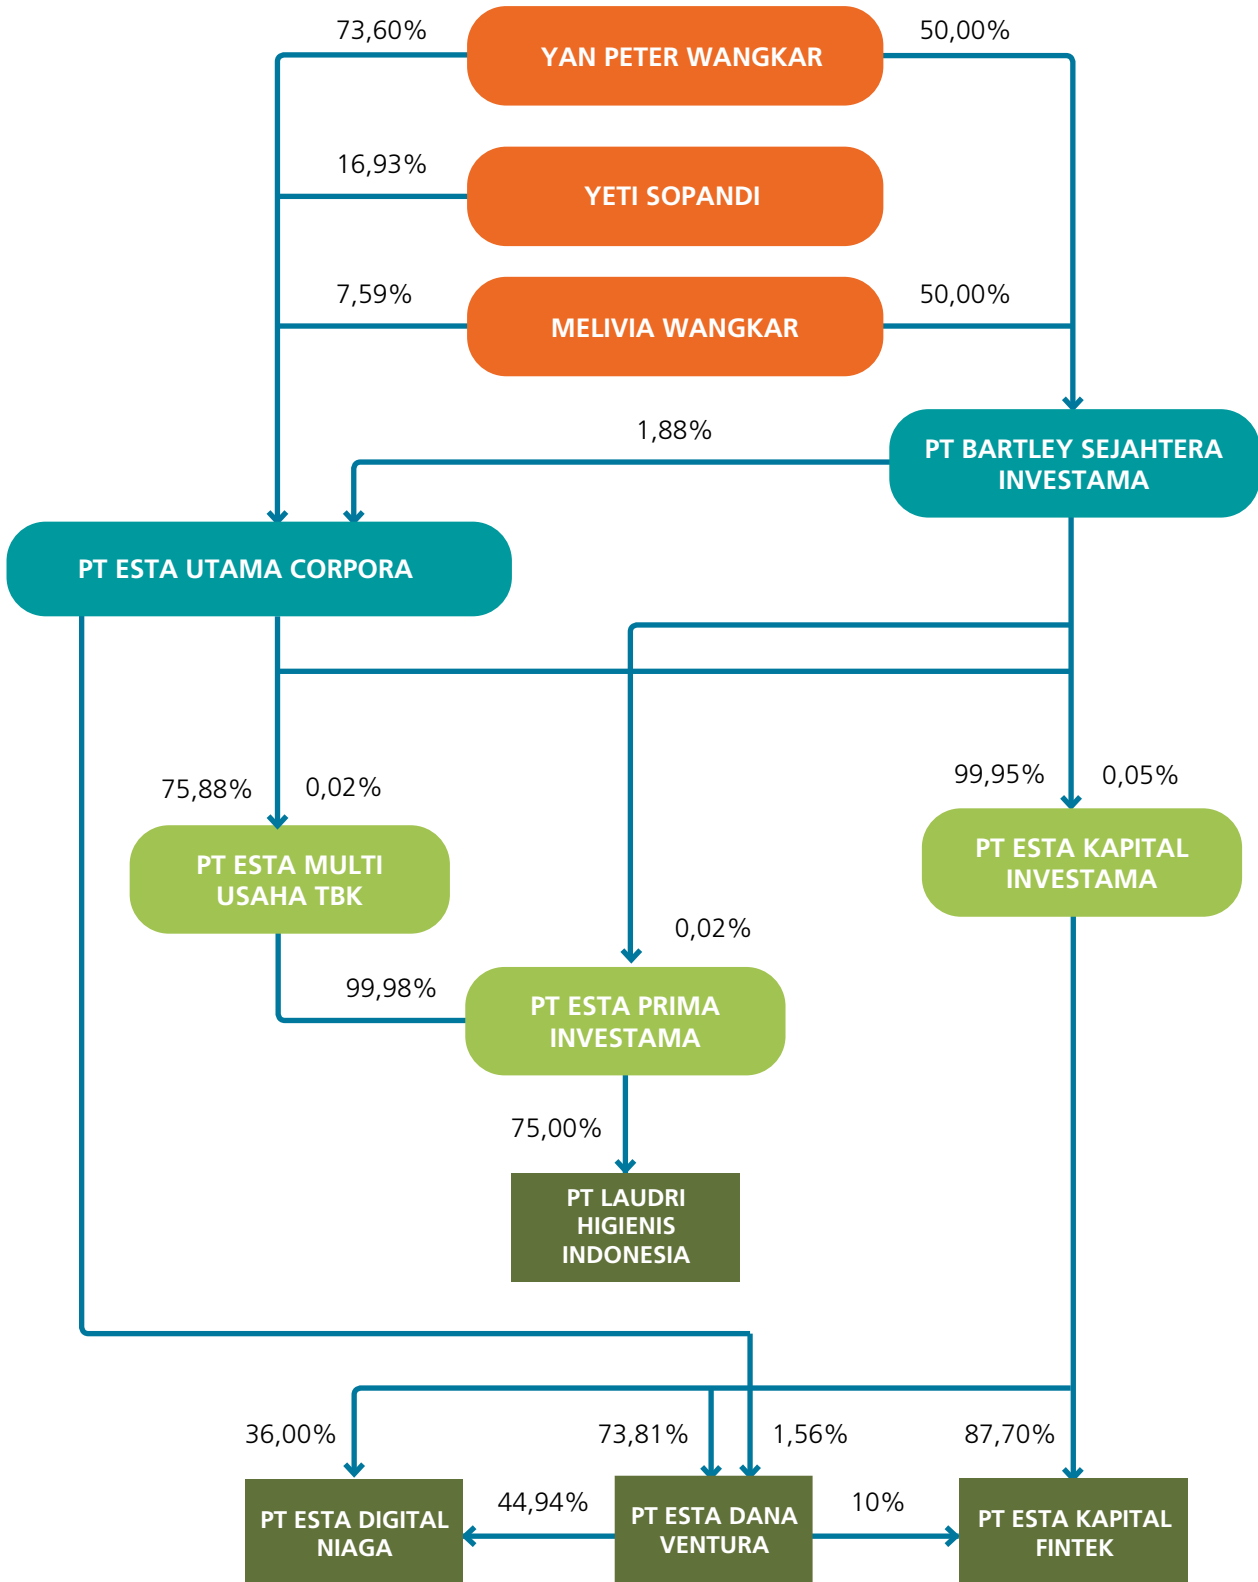 73,60%
YAN PETER WANGKAR
50,00%
16,93%
YETI SOPANDI
7,59%
MELIVIA WANGKAR
50,00%
1,88%
PT BARTLEY SEJAHTERA
INVESTAMA
PT ESTA UTAMA CORPORA
75,88%
0,02%
99,95%
0,05%
PT ESTA MULTI
USAHA TBK
PT ESTA KAPITAL
INVESTAMA
0,02%
99,98%
PT ESTA PRIMA
INVESTAMA
75,00%
PT LAUDRI
HIGIENIS
INDONESIA
36,00%
73,81%
1,56%
87,70%
PT ESTA DIGITAL
NIAGA
44,94%
PT ESTA DANA
VENTURA
10%
PT ESTA KAPITAL
FINTEK